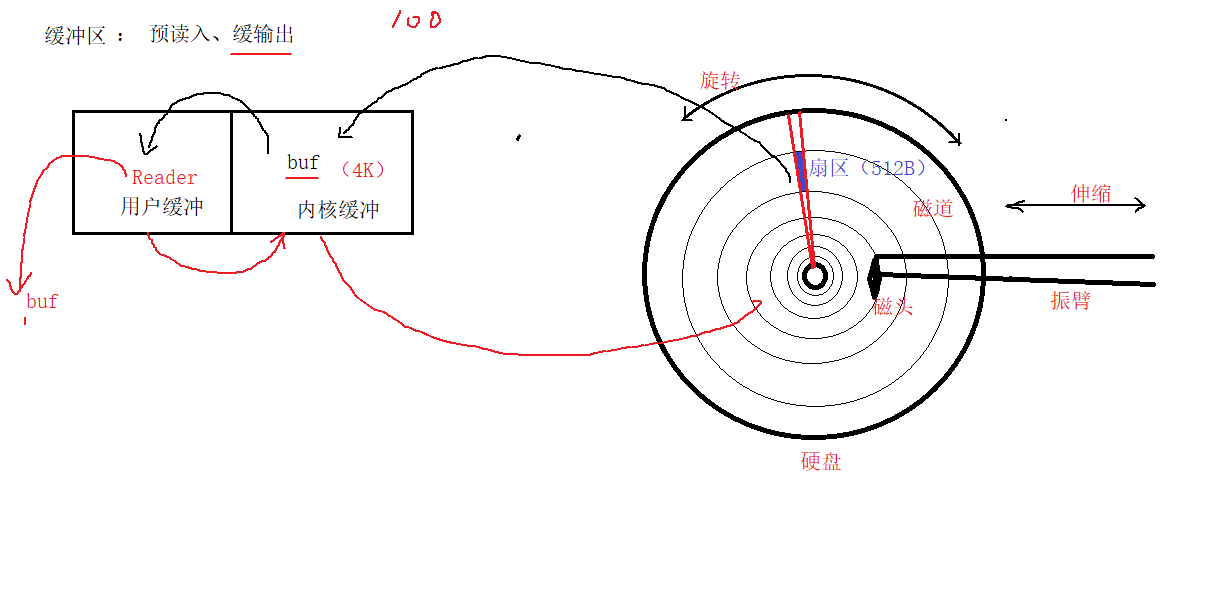 缓冲区： 预读入、缓输出
100
旋转
buf （4K）
Reader
用户缓冲
内核缓冲
扇区（512B）
磁道
伸缩
buf
磁头
振臂
硬盘